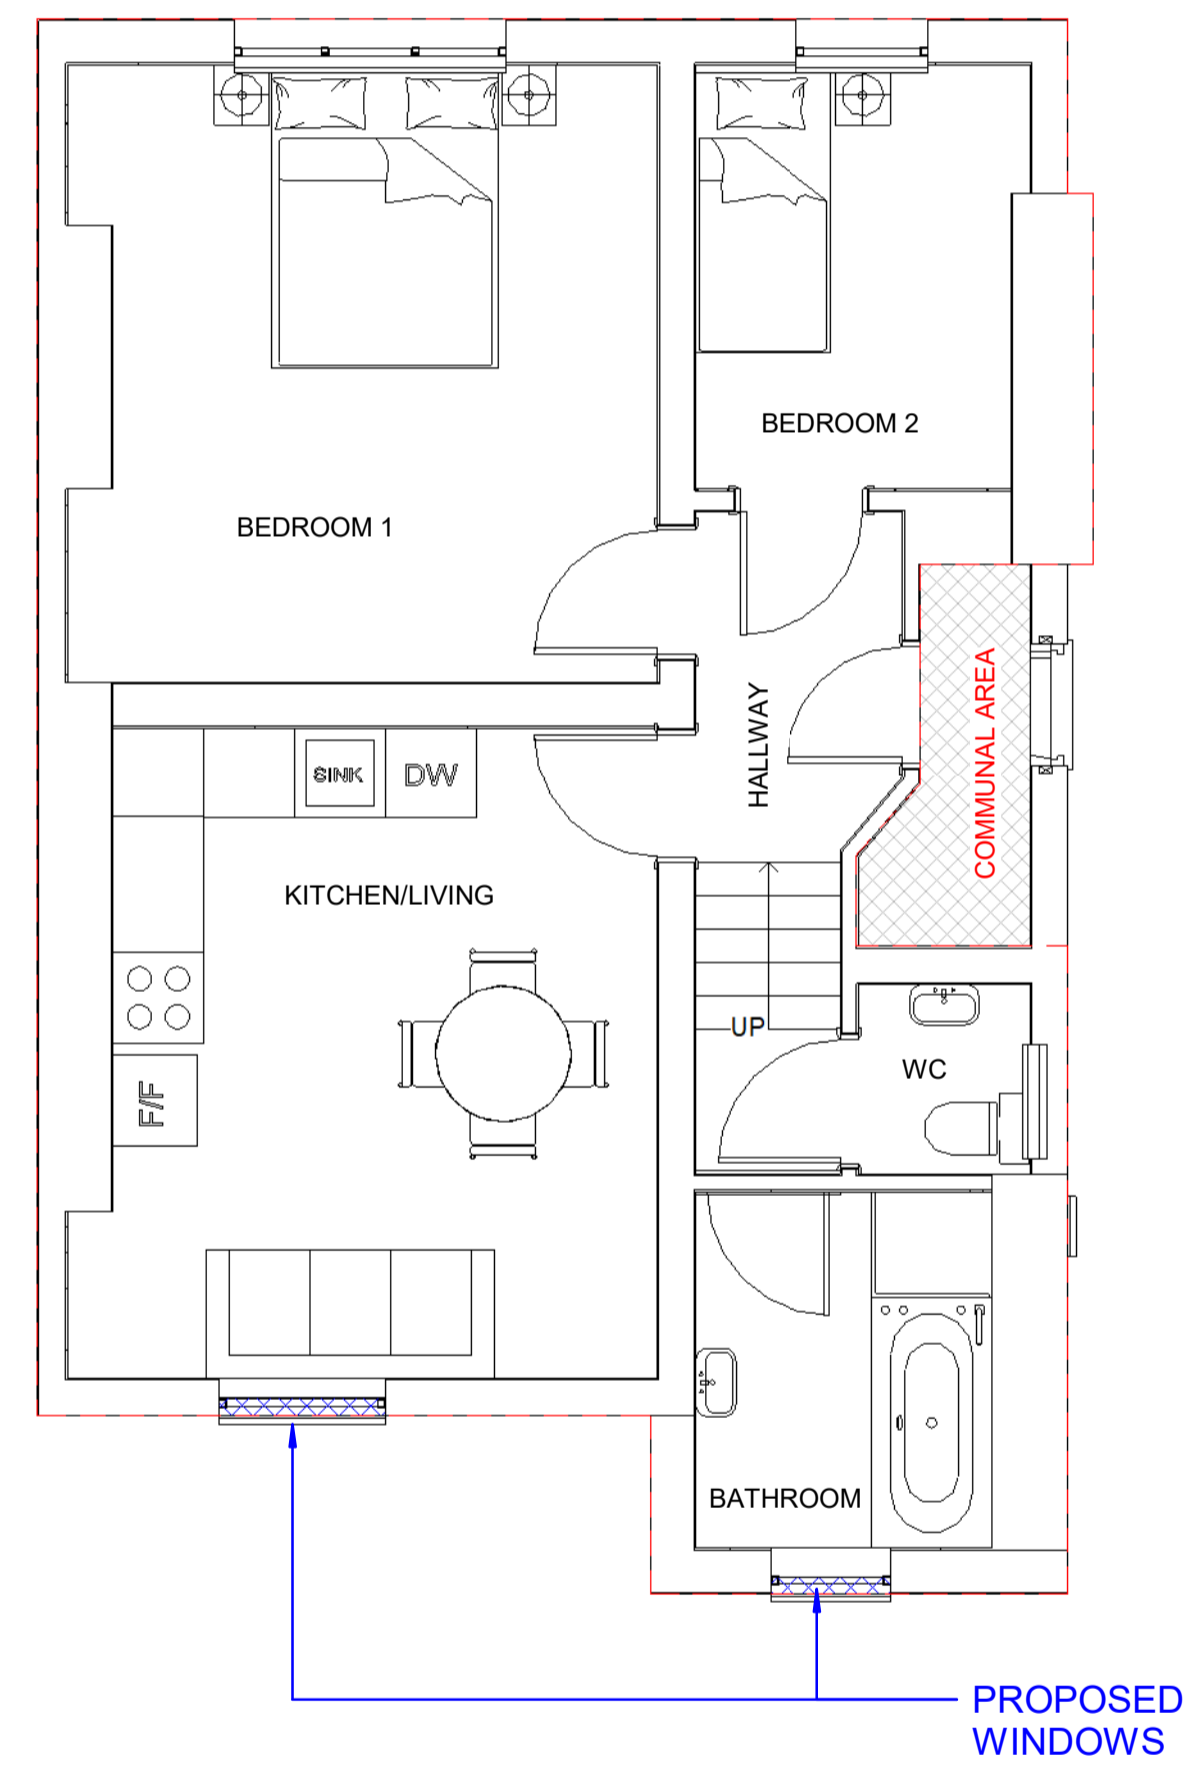 BEDROOM 2
BEDROOM 1
HALLWAY
COMMUNAL AREA
SINK
DW
KITCHEN/LIVING
UP
WC
F/F
BATHROOM
PROPOSED
WINDOWS